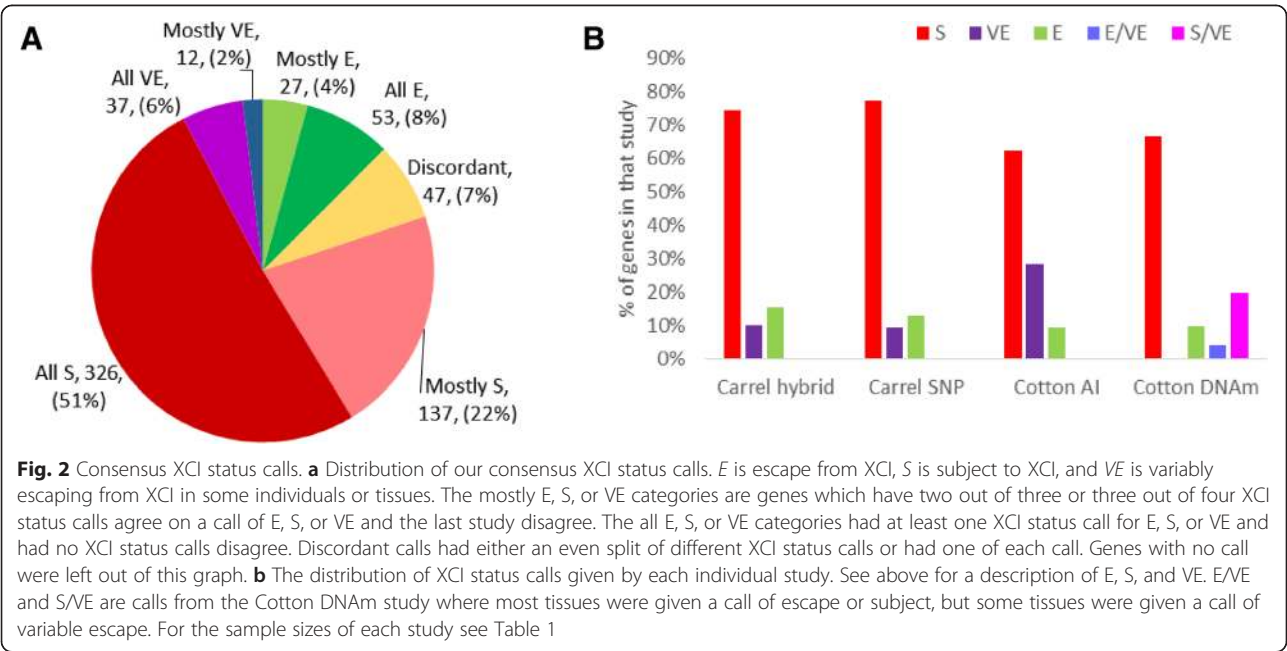 A
Mostly VE,
12, (2%)
Mostly E,
27, (4%)
All VE,
37, (6%)
All E,
53, (8%)
Discordant,
47, (7%)
All S, 326,
(51%)
Mostly S,
137, (22%)
B
S VE E E/VE S/VE
% of genes in that study
90%
80%
70%
60%
50%
40%
30%
20%
10%
0%
Carrel hybrid Carrel SNP Cotton AI Cotton DNAm
Fig. 2 Consensus XCI status calls. a Distribution of our consensus XCI status calls. E is escape from XCI, S is subject to XCI, and VE is variably
escaping from XCI in some individuals or tissues. The mostly E, S, or VE categories are genes which have two out of three or three out of four XCI
status calls agree on a call of E, S, or VE and the last study disagree. The all E, S, or VE categories had at least one XCI status call for E, S, or VE and
had no XCI status calls disagree. Discordant calls had either an even split of different XCI status calls or had one of each call. Genes with no call
were left out of this graph. b The distribution of XCI status calls given by each individual study. See above for a description of E, S, and VE. E/VE
and S/VE are calls from the Cotton DNAm study where most tissues were given a call of escape or subject, but some tissues were given a call of
variable escape. For the sample sizes of each study see Table 1